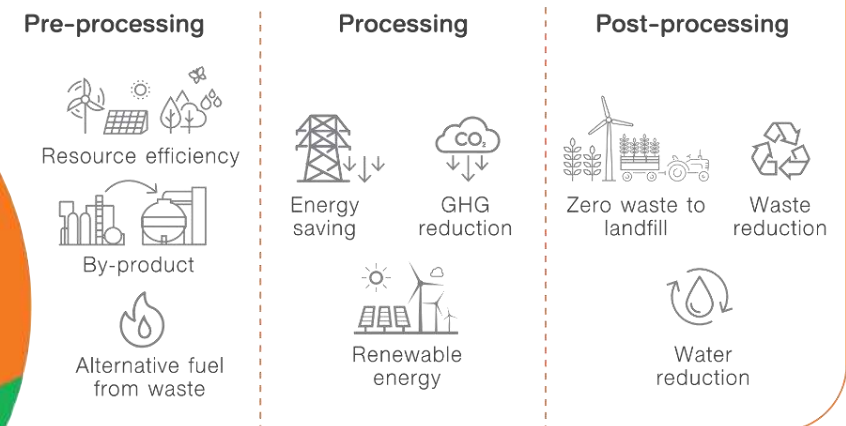 Pre-processing
Resource efficiency
By-product
Alternative fuel
from waste
Processing
Energy
saving
CO₂
GHG
reduction
Renewable
energy
Post-processing
Zero waste to
landfill
Waste
reduction
Water
reduction